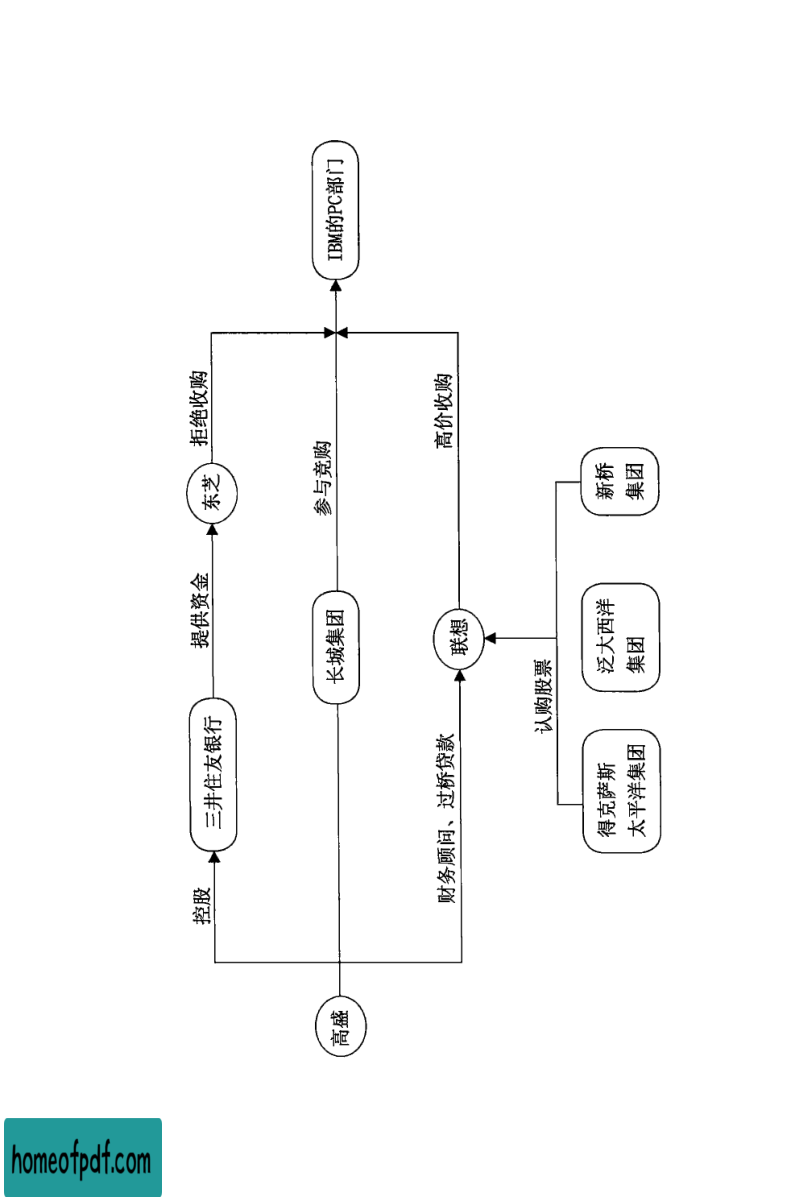 高盛
控股
三井住友银行
提供资金
东芝
拒绝收购
长城集团
参与竞购
IBM的PC部门
财务顾问、过桥贷款
联想
高价收购
认购股票
得克萨斯
太平洋集团
泛大西洋
集团
新桥
集团
homeofpdf.com